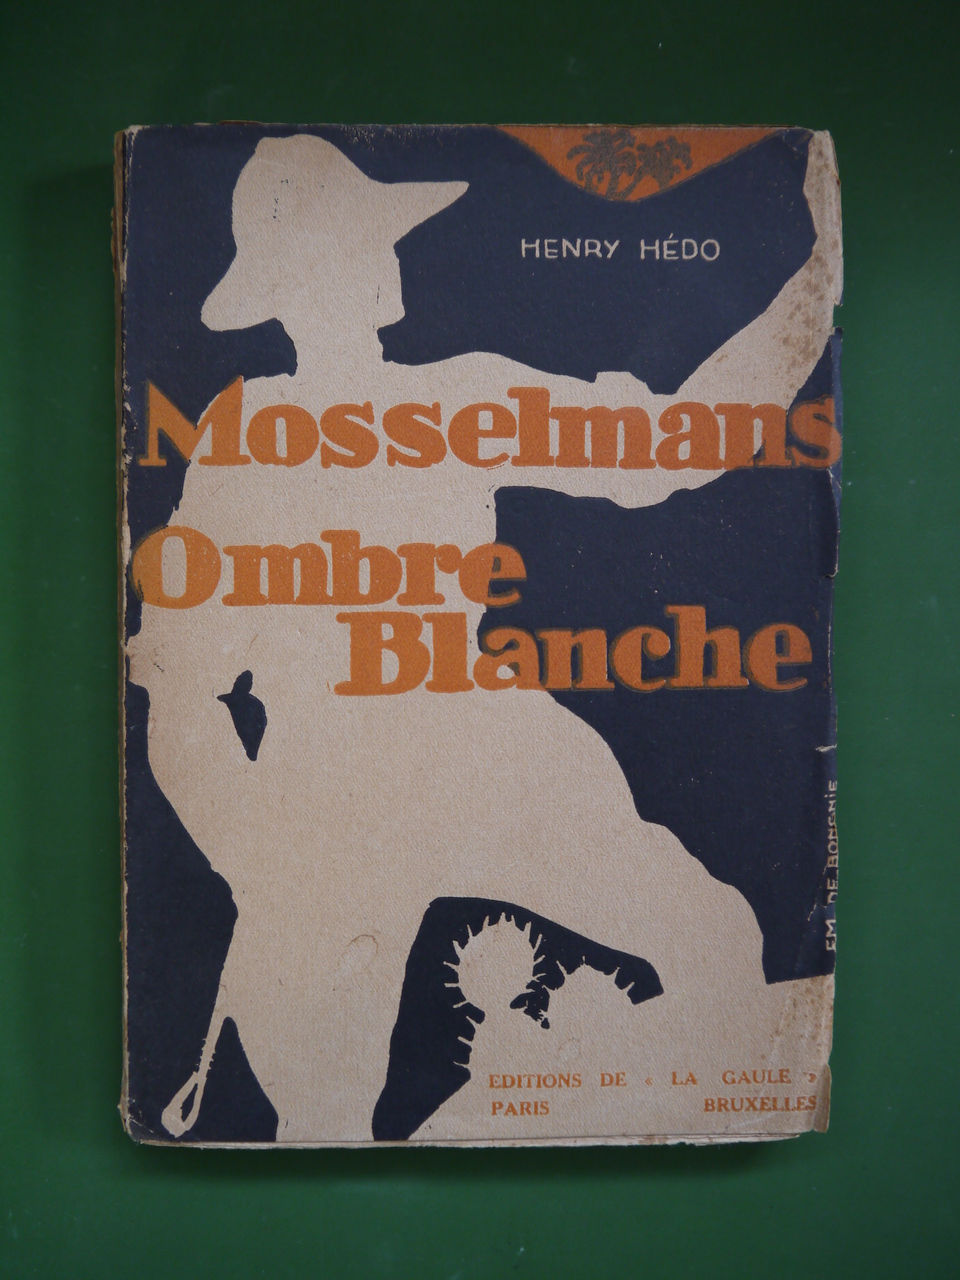 HENRY HÉDO
Mosselmans
Ombre
Blanche
EM DE BONGNIE
EDITIONS DE « LA GAULE »
PARIS BRUXELLES